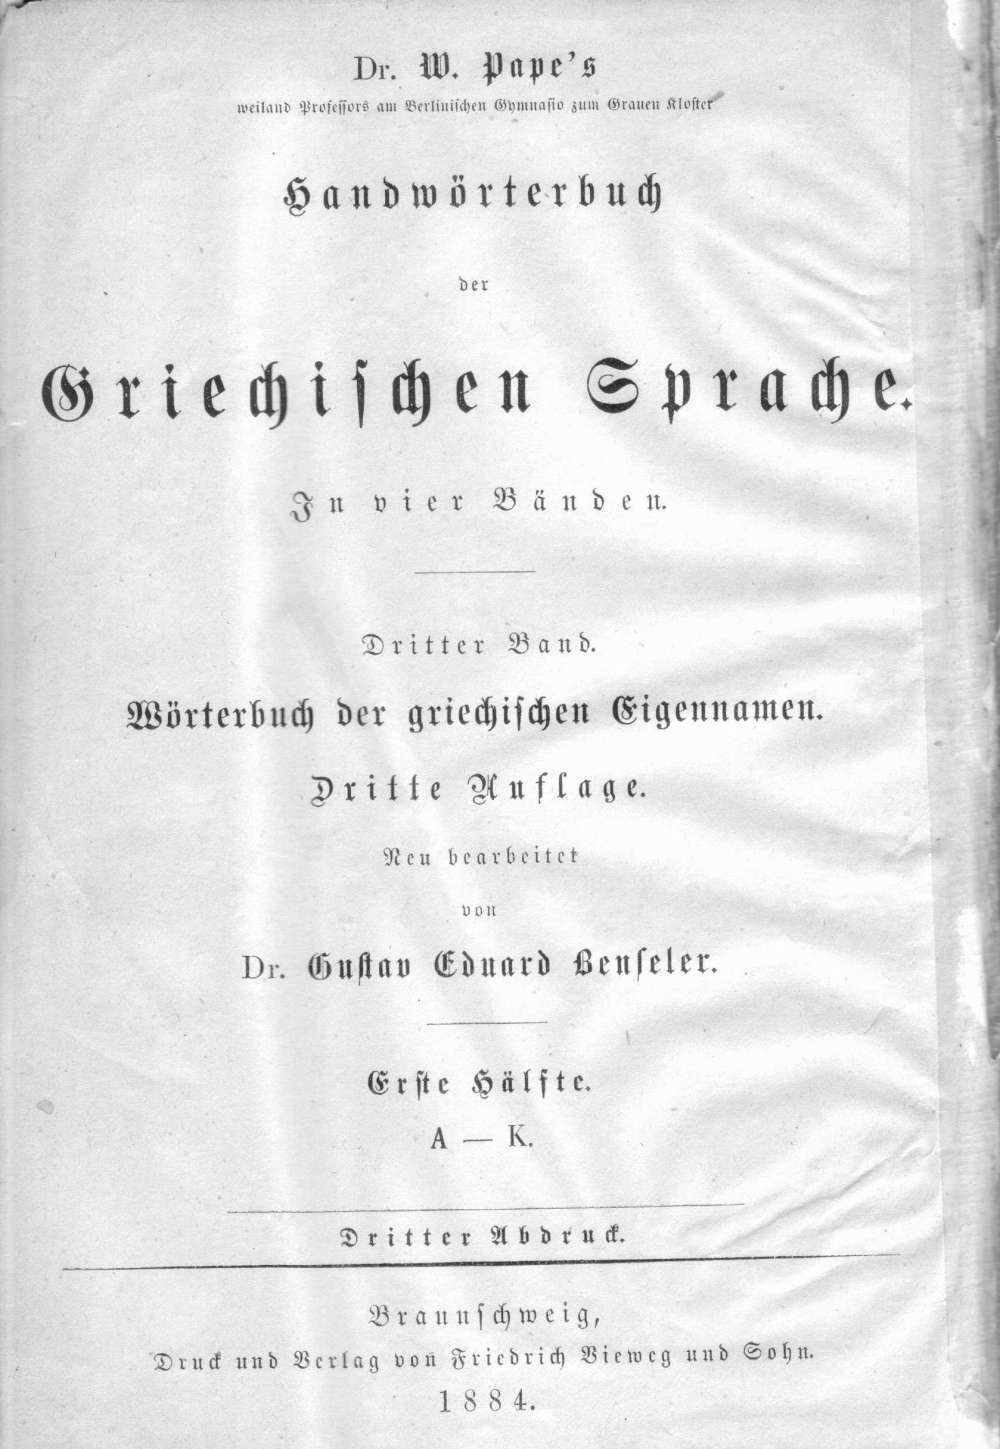 Dr. W. Pape's
weiland Professors am Berlinischen Gymnasio zum Grauen Kloster
Handwörterbuch
der
Griechischen Sprache.
In vier Bänden.
Dritter Band.
Wörterbuch der griechischen Eigennamen.
Dritte Auflage.
Neu bearbeitet
von
Dr. Gustav Eduard Benseler.
Erste Hälfte.
A — K.
Dritter Abdruck.
Braunschweig,
Druck und Verlag von Friedrich Vieweg und Sohn.
1884.